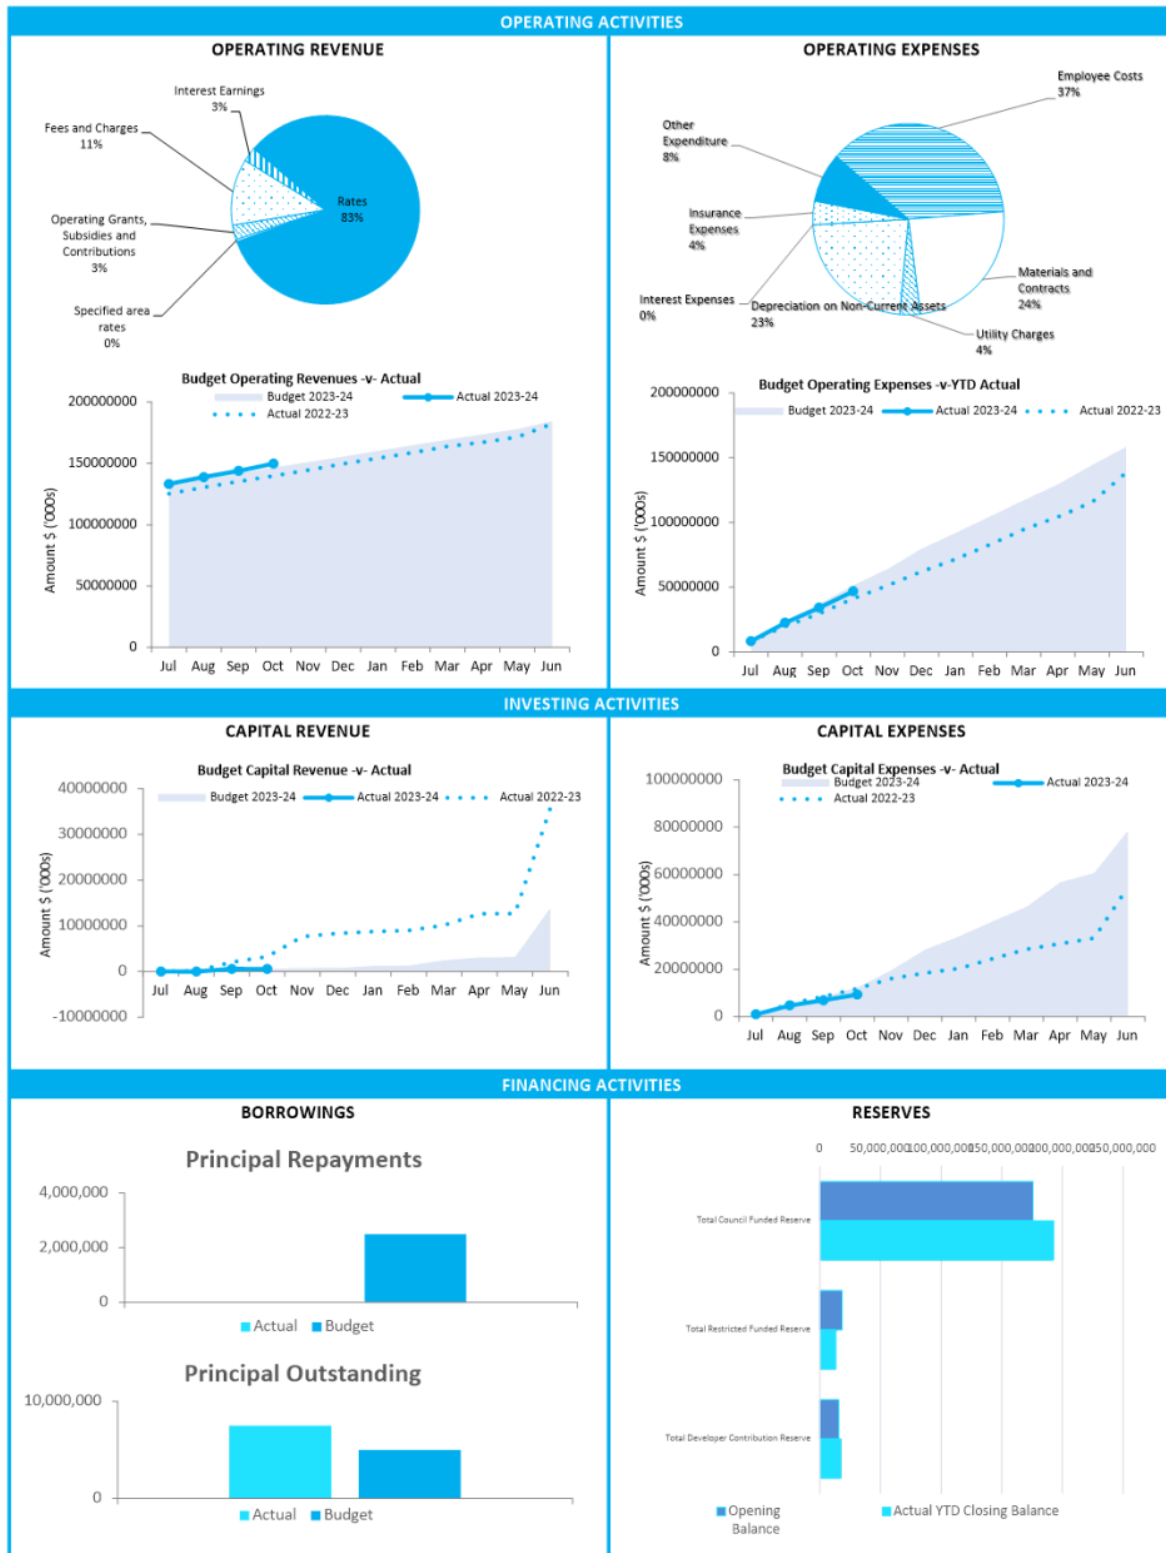 OPERATING ACTIVITIES
OPERATING REVENUE
Interest Earnings
3%
Fees and Charges
11%
Rates
83%
Operating Grants,
Subsidies and
Contributions
3%
Specified area
rates
0%
Budget Operating Revenues -v- Actual
Budget 2023-24
Actual 2023-24
Actual 2022-23
Amount $ ('000s)
200000000
150000000
100000000
50000000
0
Jul Aug Sep Oct Nov Dec Jan Feb Mar Apr May Jun
OPERATING EXPENSES
Employee Costs
37%
Other
Expenditure
8%
Insurance
Expenses
4%
Interest Expenses
0%
Depreciation on Non-Current Assets
23%
Materials and
Contracts
24%
Utility Charges
4%
Budget Operating Expenses -v-YTD Actual
Budget 2023-24 Actual 2023-24 Actual 2022-23
Amount $ ('000s)
200000000
150000000
100000000
50000000
0
Jul Aug Sep Oct Nov Dec Jan Feb Mar Apr May Jun
INVESTING ACTIVITIES
CAPITAL REVENUE
Budget Capital Revenue -v- Actual
Budget 2023-24 Actual 2023-24 Actual 2022-23
Amount $ ('000s)
40000000
30000000
20000000
10000000
0
-10000000
Jul Aug Sep Oct Nov Dec Jan Feb Mar Apr May Jun
CAPITAL EXPENSES
Budget Capital Expenses -v- Actual
Budget 2023-24
Actual 2023-24
Actual 2022-23
Amount $ ('000s)
100000000
80000000
60000000
40000000
20000000
0
Jul Aug Sep Oct Nov Dec Jan Feb Mar Apr May Jun
FINANCING ACTIVITIES
BORROWINGS
Principal Repayments
4,000,000
2,000,000
0
Actual Budget
Principal Outstanding
10,000,000
0
Actual Budget
RESERVES
0 50,000,000 100,000,000 150,000,000 200,000,000 250,000,000
Total Council Funded Reserve
Total Restricted Funded Reserve
Total Developer Contribution Reserve
Opening
Balance
Actual YTD Closing Balance